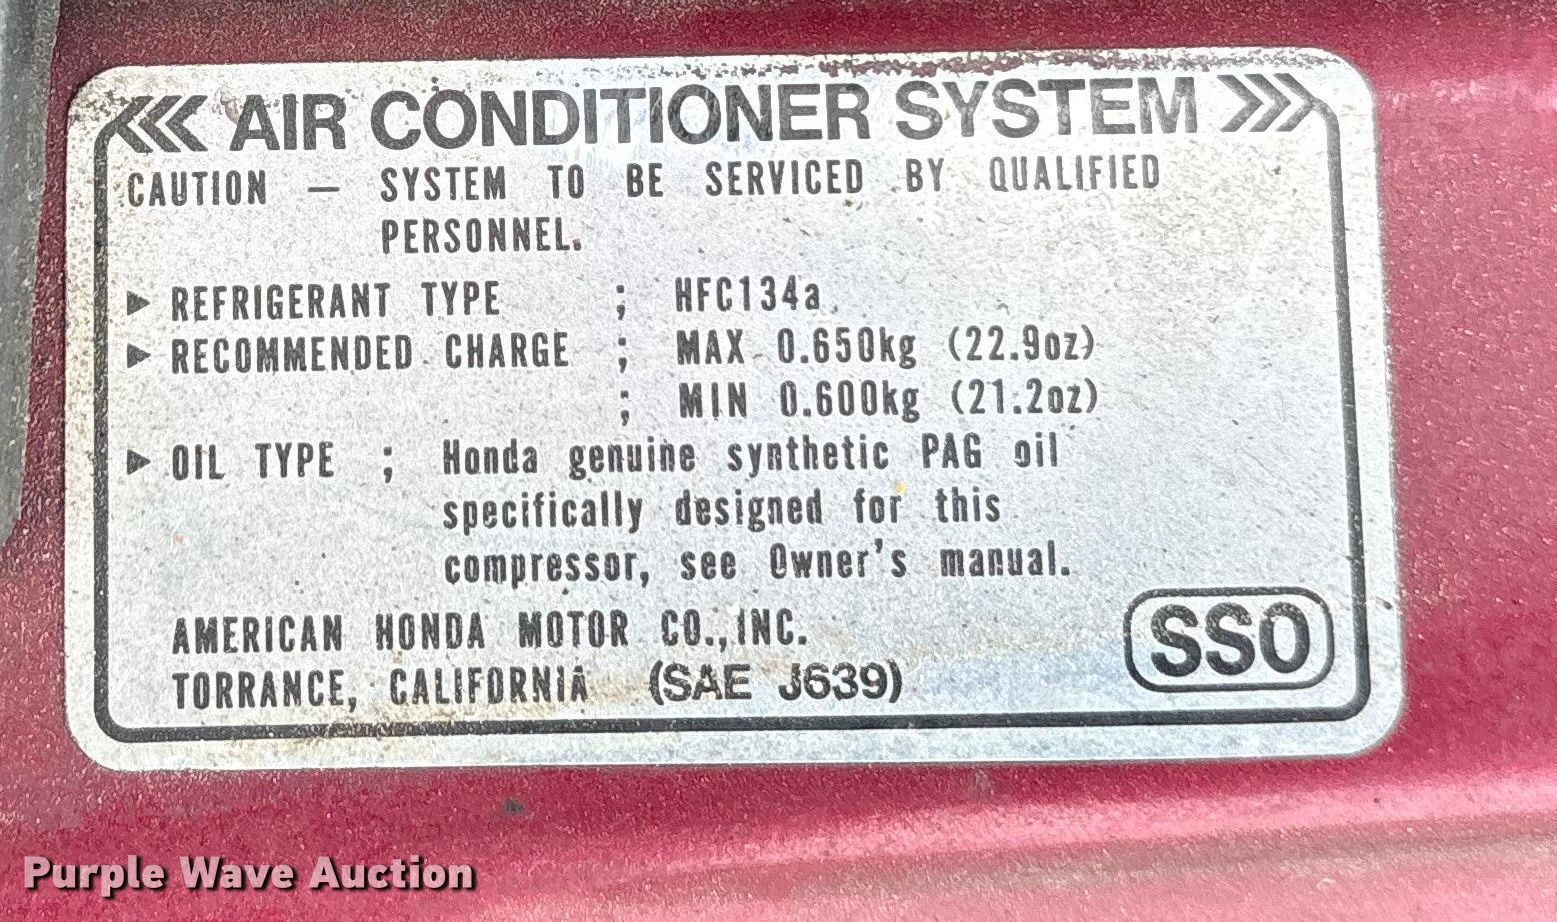 AIR CONDITIONER SYSTEM
CAUTION — SYSTEM TO BE SERVICED BY QUALIFIED
PERSONNEL.
▶ REFRIGERANT TYPE ; HFC134a
▶ RECOMMENDED CHARGE ; MAX 0.650kg (22.9oz)
; MIN 0.600kg (21.2oz)
▶ OIL TYPE ; Honda genuine synthetic PAG oil
specifically designed for this
compressor, see Owner's manual.
AMERICAN HONDA MOTOR CO., INC.
TORRANCE, CALIFORNIA (SAE J639)
SS0
Purple Wave Auction